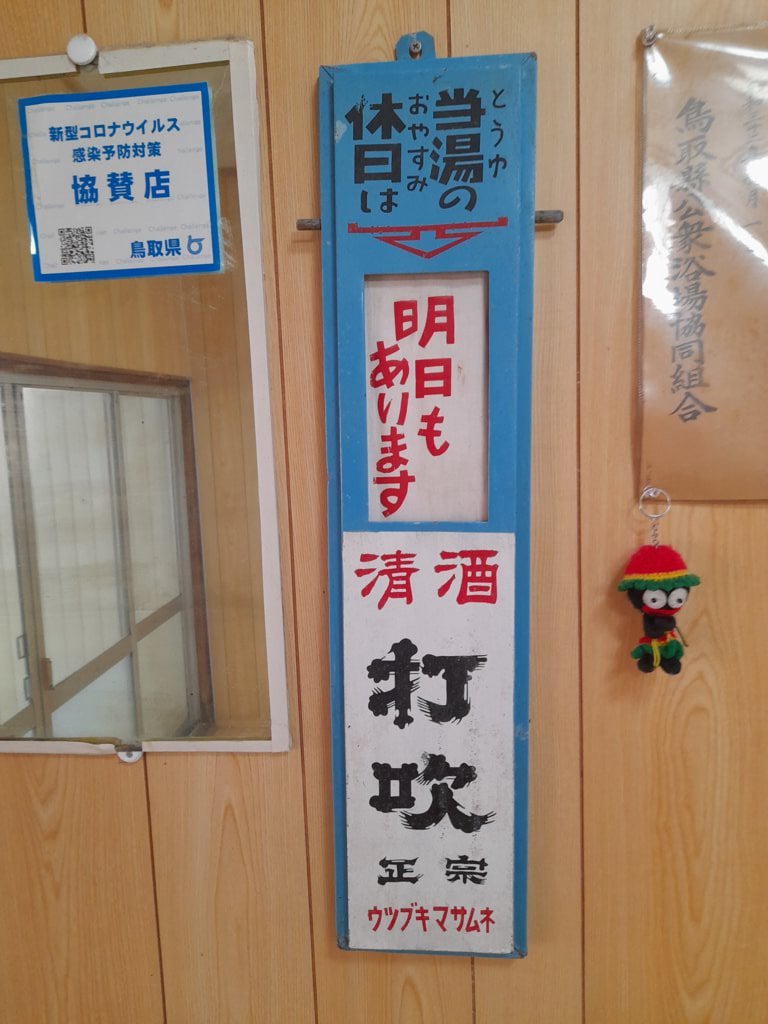 新型コロナウイルス
感染予防対策
協賛店
鳥取県
当湯の
とうゆ
休日は
おやすみ
明日も
あります
清酒
打吹
正宗
ウツブキマサムネ
鳥取縣公衆浴場協同組合